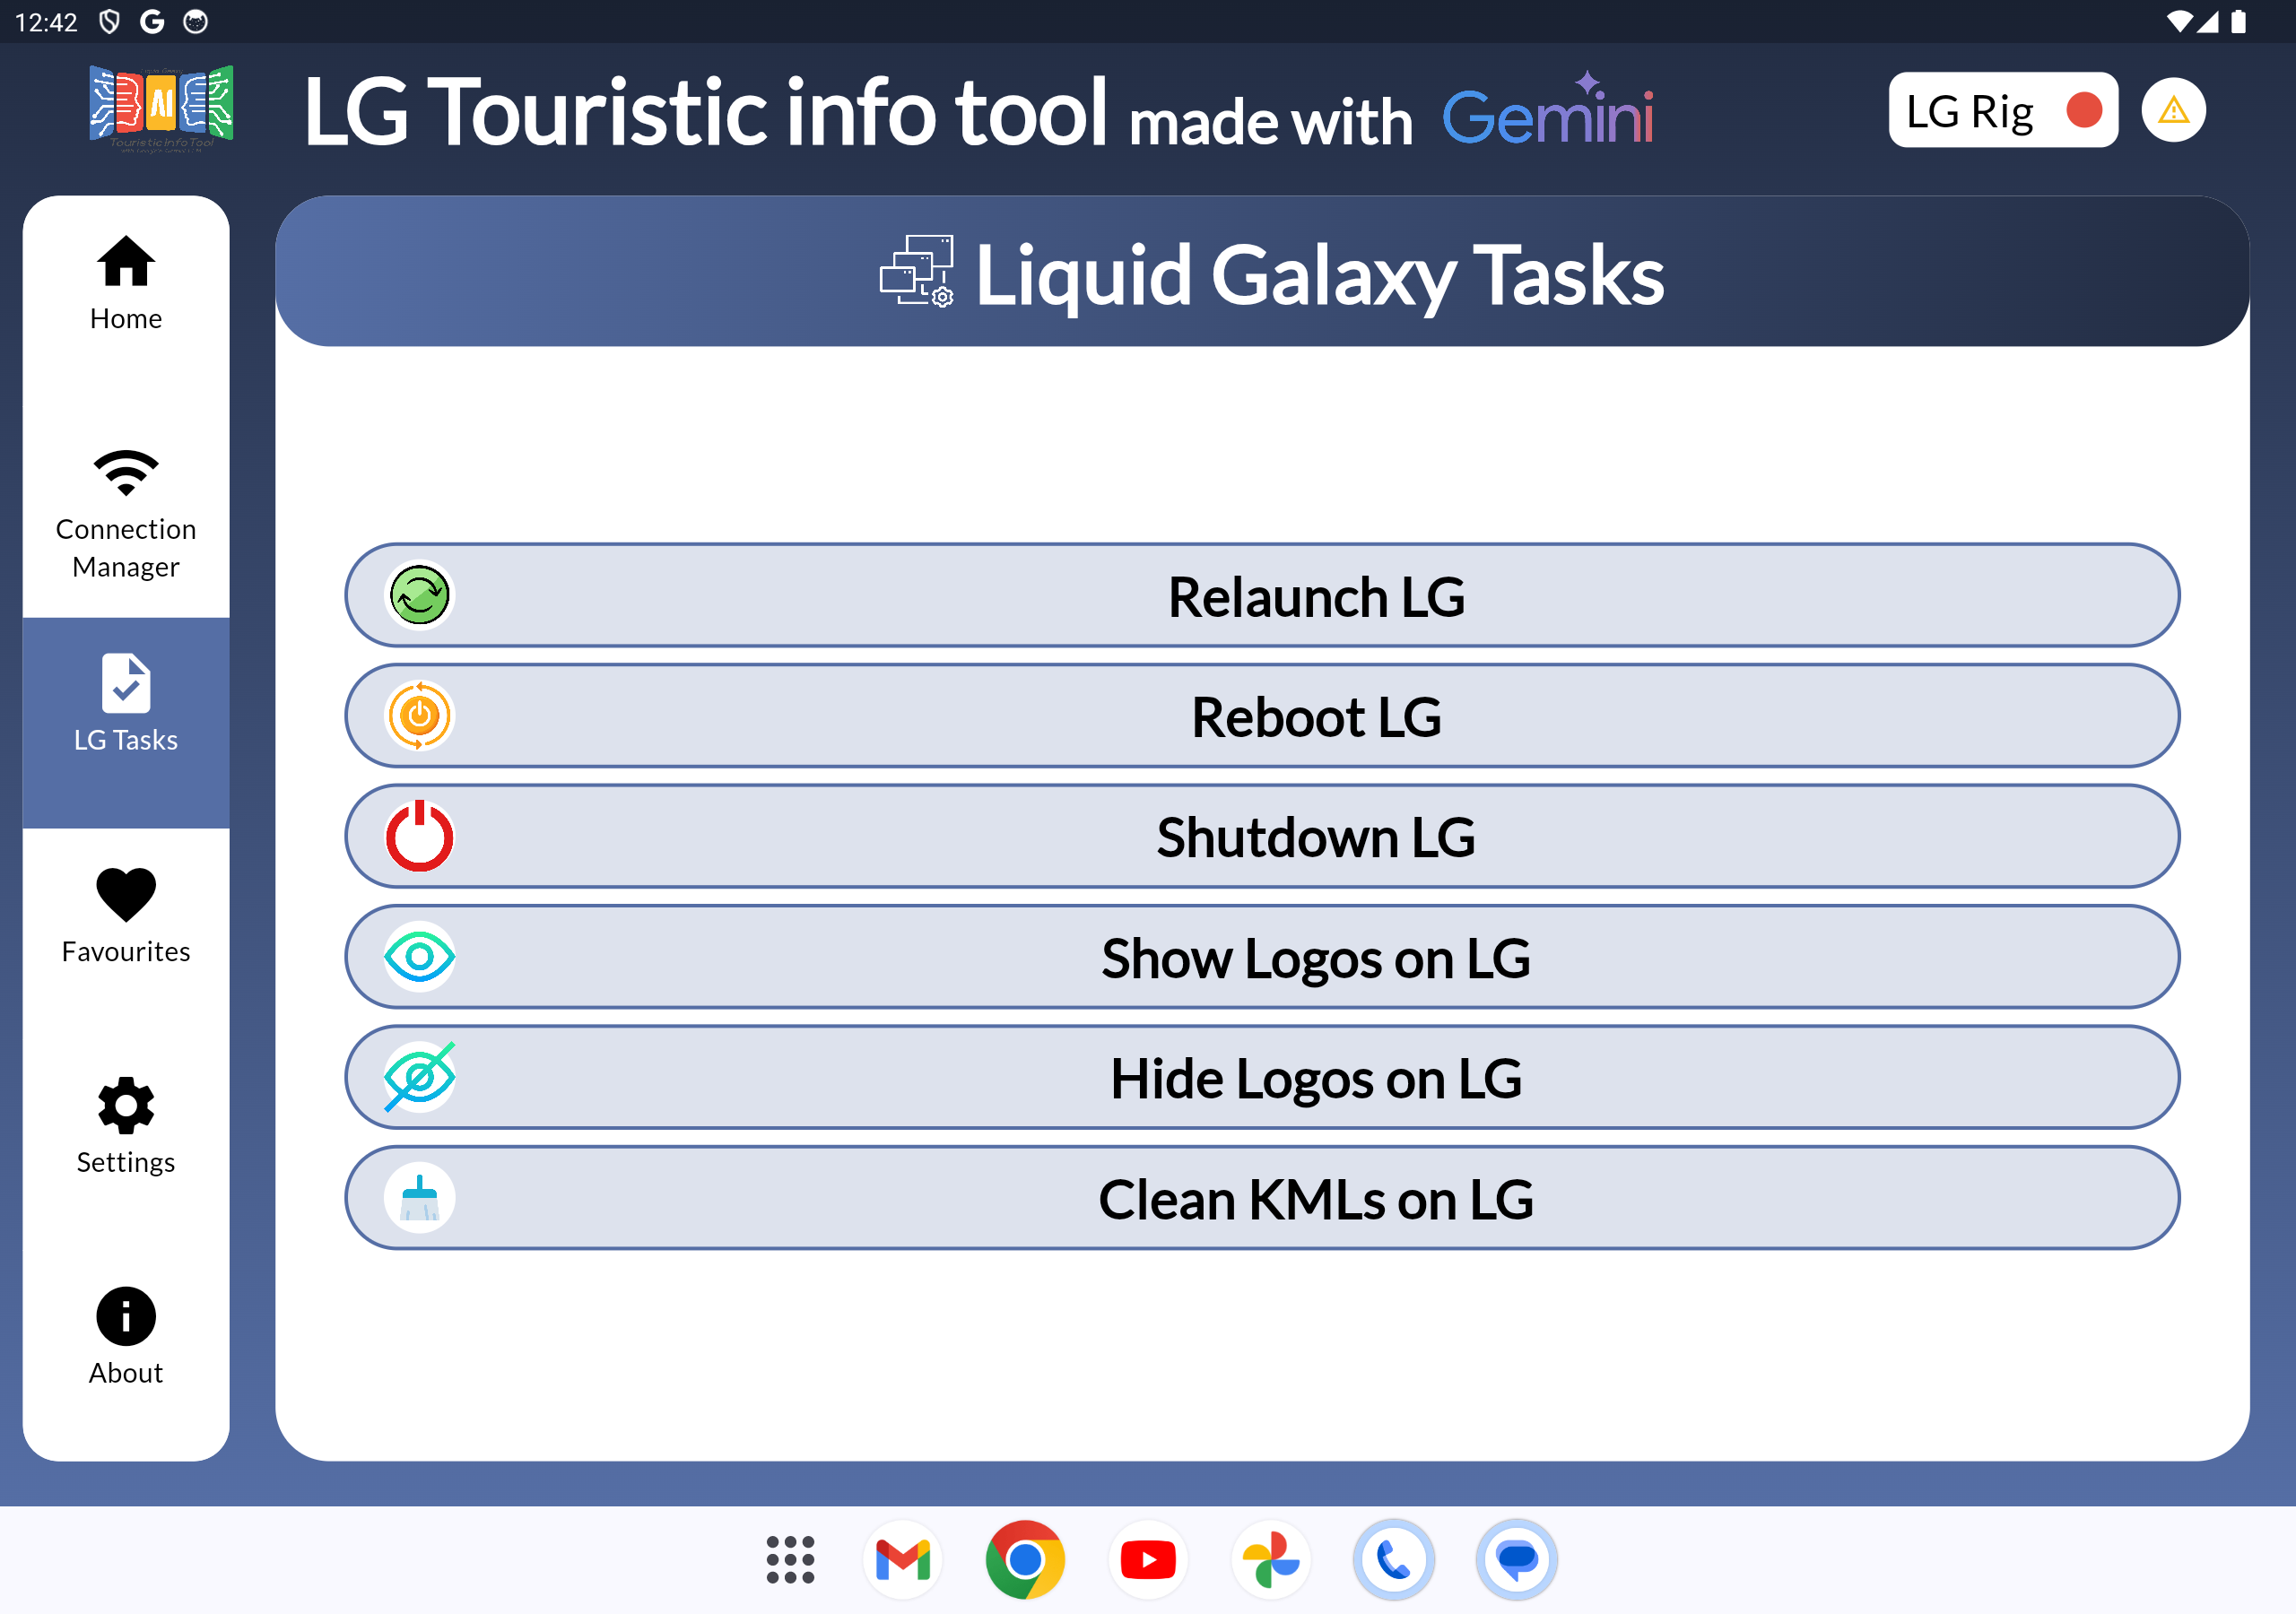 12:42
LG Touristic info tool made with Gemini
LG Rig
AI
Touristic Info Tool
Home
Connection
Manager
LG Tasks
Favourites
Settings
About
Liquid Galaxy Tasks
Relaunch LG
Reboot LG
Shutdown LG
Show Logos on LG
Hide Logos on LG
Clean KMLs on LG